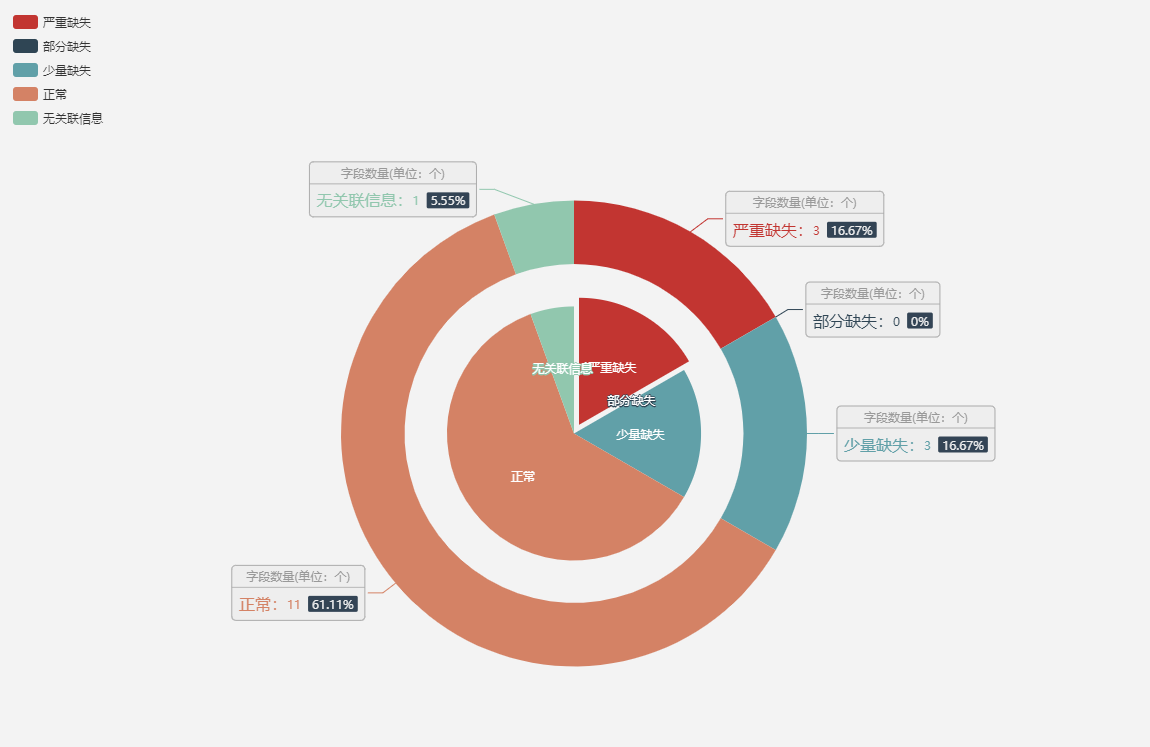 严重缺失
部分缺失
少量缺失
正常
无关联信息
字段数量(单位：个)
无关联信息：1 5.55%
字段数量(单位：个)
严重缺失：3 16.67%
字段数量(单位：个)
部分缺失：0 0%
无关联信息
严重缺失
部分缺失
少量缺失
字段数量(单位：个)
少量缺失：3 16.67%
正常
字段数量(单位：个)
正常：11 61.11%